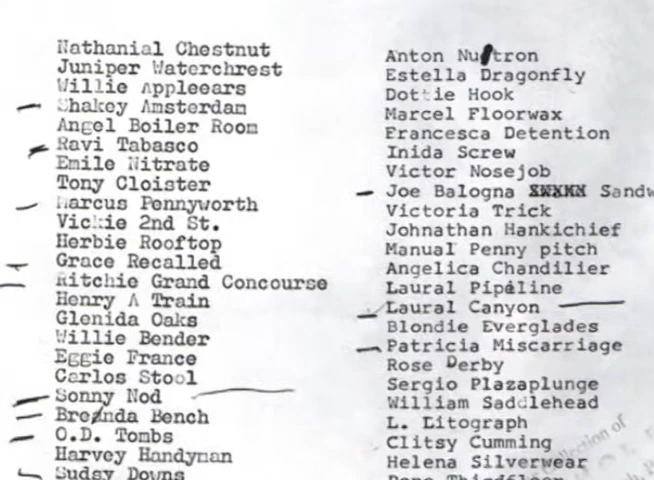 Nathanial Chestnut
Juniper Waterchrest
Willie Appleears
Shakey Amsterdam
Angel Boiler Room
Ravi Tabasco
Emile Nitrate
Tony Cloister
Marcus Pennyworth
Vickie 2nd St.
Herbie Rooftop
Grace Recalled
Ritchie Grand Concourse
Henry A Train
Glenida Oaks
Willie Bender
Eggie France
Carlos Stool
Sonny Nod
Brenda Bench
O.D. Tombs
Harvey Handyman
Sudsy Downs
Anton Nutron
Estella Dragonfly
Dottie Hook
Marcel Floorwax
Francesca Detention
Inida Screw
Victor Nosejob
Joe Balogna
Victoria Trick
Johnathan Hankichief
Manual Penny pitch
Angelica Chandilier
Laural Pipeline
Laural Canyon
Blondie Everglades
Patricia Miscarriage
Rose Derby
Sergio Plazaplunge
William Saddlehead
L. Litograph
Clitsy Cumming
Helena Silverwear